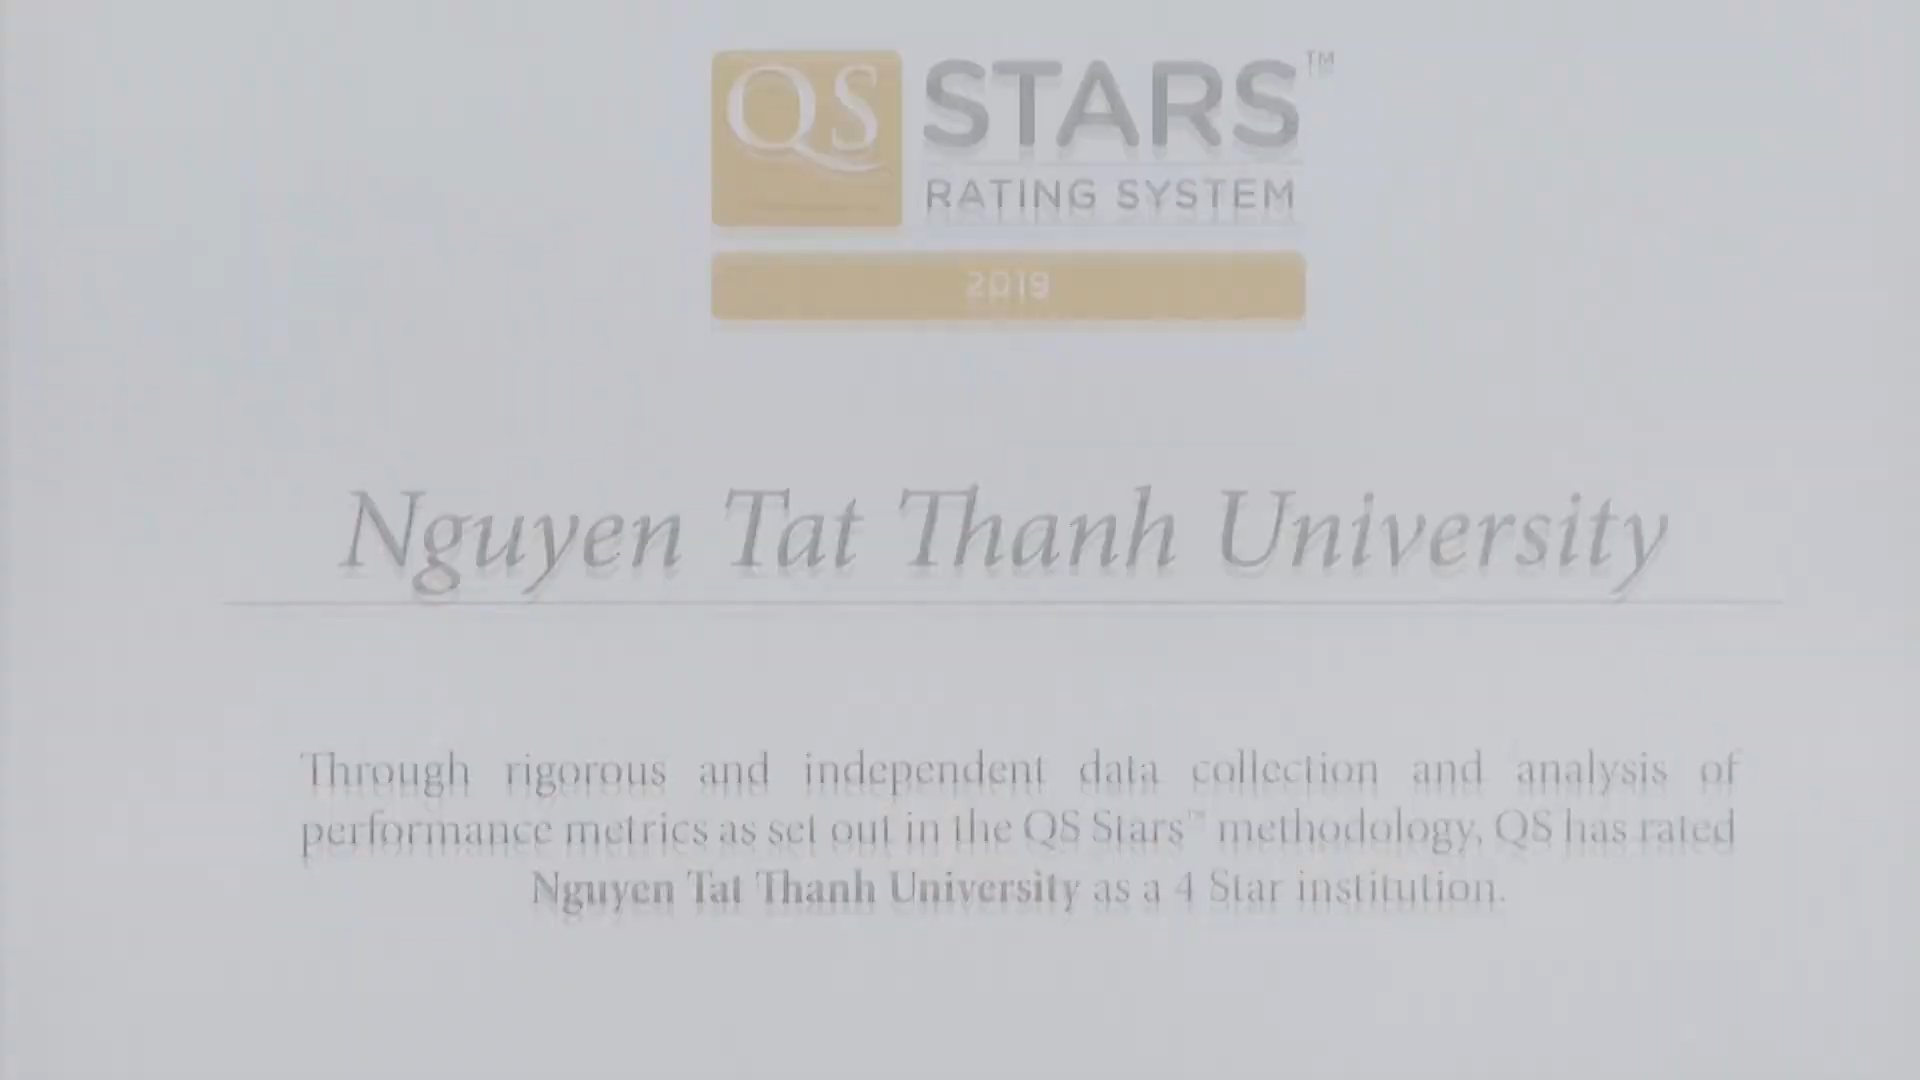 QS STARS™
RATING SYSTEM
2019
Nguyen Tat Thanh University
Through rigorous and independent data collection and analysis of
performance metrics as set out in the QS Stars™ methodology, QS has rated
Nguyen Tat Thanh University as a 4 Star institution.